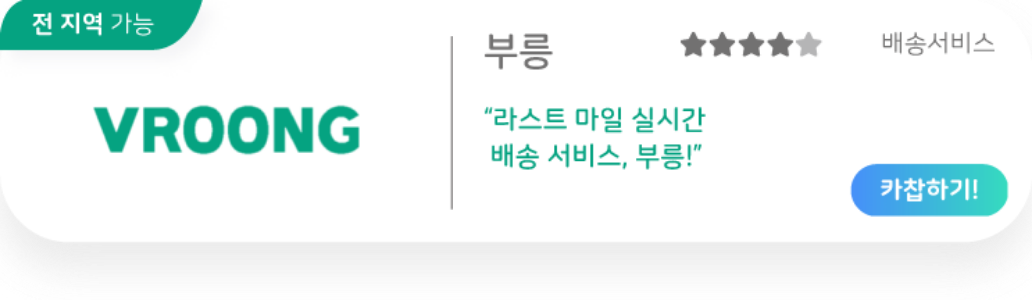 전 지역 가능
VROONG
부릉
배송서비스
“라스트 마일 실시간
배송 서비스, 부릉!”
카찹하기!